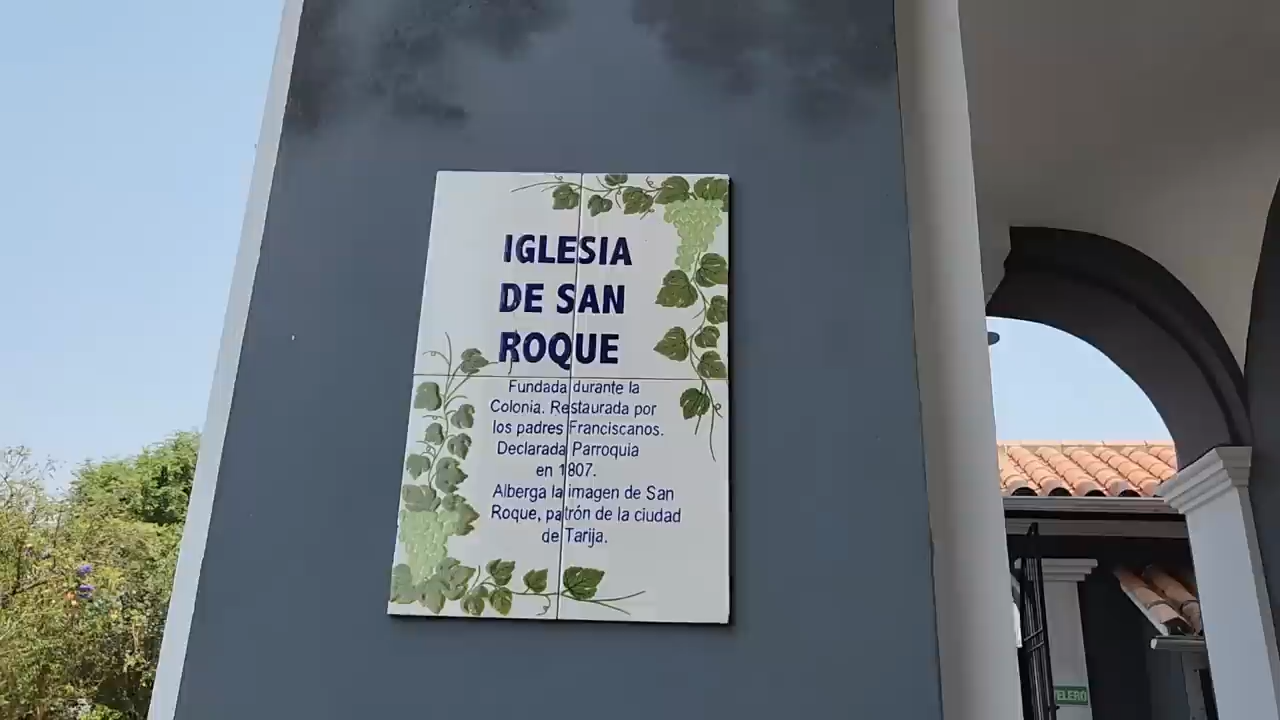 IGLESIA
DE SAN
ROQUE
Fundada durante la
Colonia. Restaurada por
los padres Franciscanos.
Declarada Parroquia
en 1807.
Alberga la imagen de San
Roque, patrón de la ciudad
de Tarija.